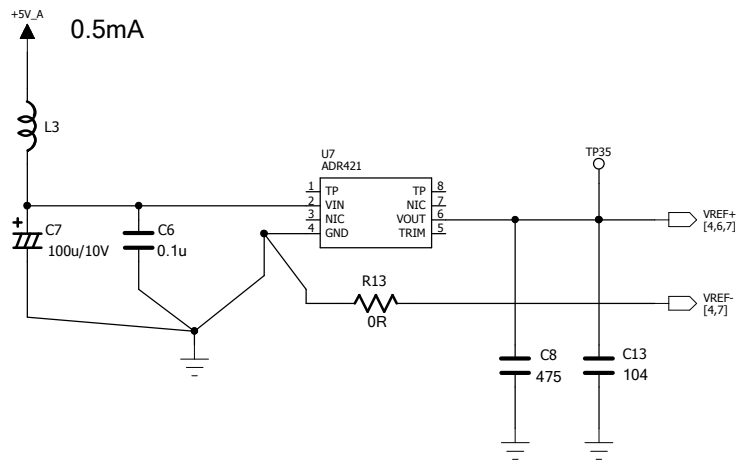 +5V_A
0.5mA
L3
U7
ADR421
TP35
1 TP TP 8
2 VIN NIC 7
3 NIC VOUT 6
4 GND TRIM 5
VREF+
[4,6,7]
+
C7
100u/10V
C6
0.1u
R13
0R
VREF-
[4,7]
C8
475
C13
104